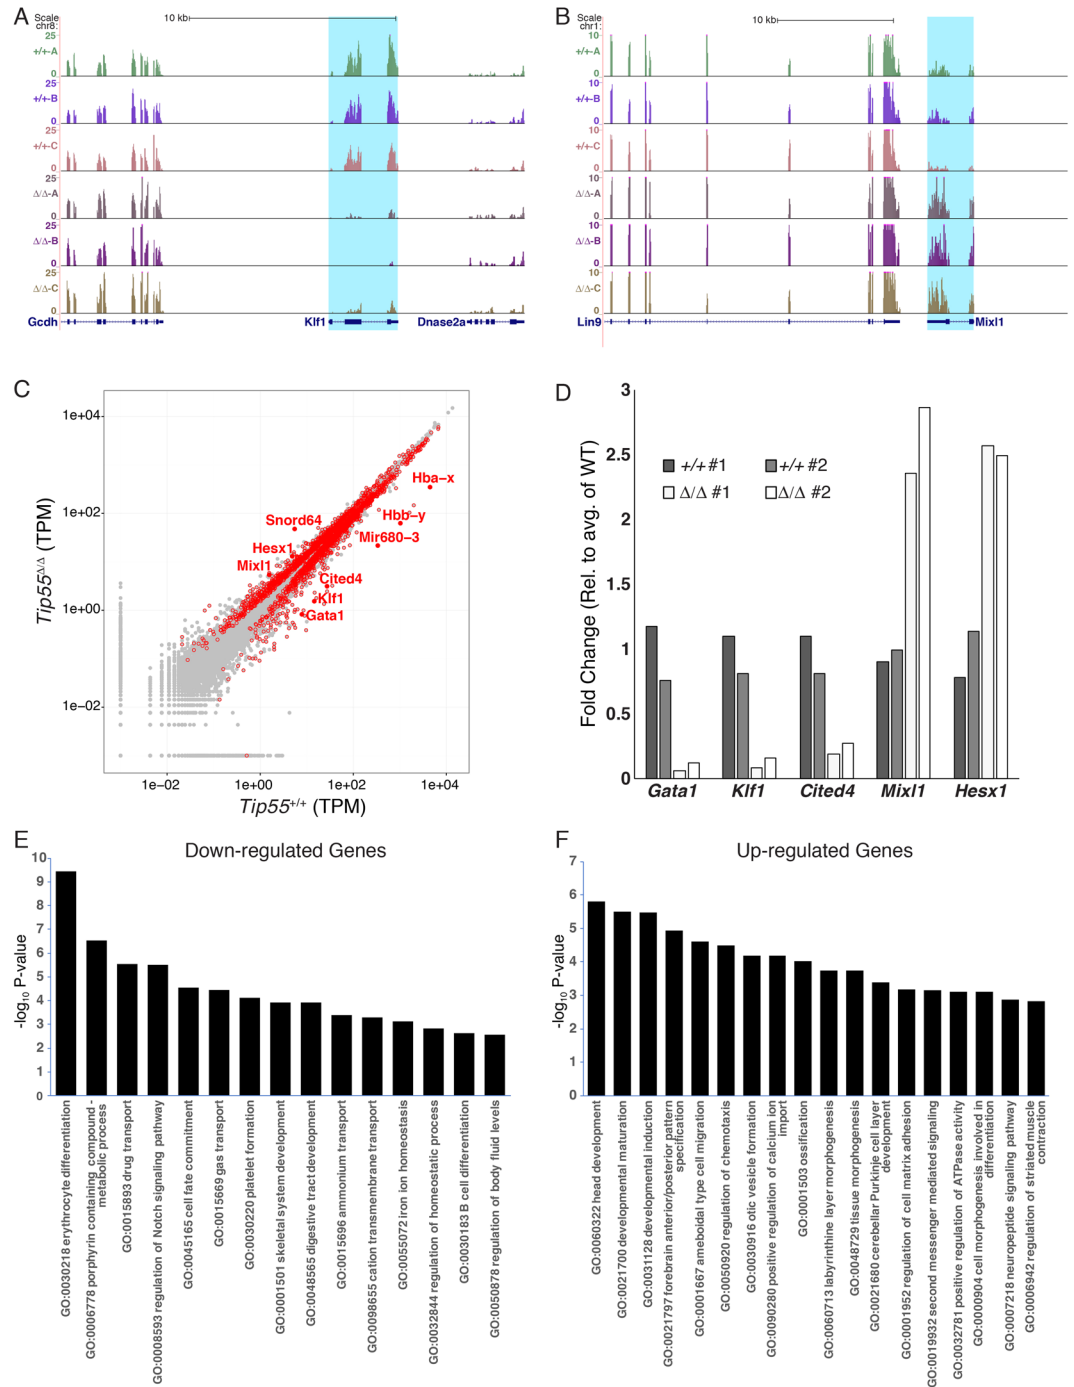 A
Scale
chr8:
10 kb
25
+/+-A
0
25
+/+-B
0
25
+/+-C
0
25
Δ/Δ-A
0
25
Δ/Δ-B
0
25
Δ/Δ-C
0
Gcdh
Klf1
Dnase2a
B
Scale
chr1:
10 kb
10
+/+-A
0
10
+/+-B
0
10
+/+-C
0
10
Δ/Δ-A
0
10
Δ/Δ-B
0
10
Δ/Δ-C
0
Lin9
Mixl1
C
Tip55Δ/Δ (TPM)
1e+04
1e+02
1e+00
1e−02
Hba−x
Snord64
Hbb−y
Mir680−3
Hesx1
Mixl1
Cited4
Klf1
Gata1
1e−02
1e+00
1e+02
1e+04
Tip55+/+ (TPM)
D
Fold Change (Rel. to avg. of WT)
3
2.5
2
1.5
1
0.5
0
+/+ #1
+/+ #2
Δ/Δ #1
Δ/Δ #2
Gata1
Klf1
Cited4
Mixl1
Hesx1
E
Down-regulated Genes
-log10 P-value
10
9
8
7
6
5
4
3
2
1
0
GO:0030218 erythrocyte differentiation
GO:0006778 porphyrin containing compound -
metabolic process
GO:0015893 drug transport
GO:0008593 regulation of Notch signaling pathway
GO:0045165 cell fate commitment
GO:0015669 gas transport
GO:0030220 platelet formation
GO:0001501 skeletal system development
GO:0048565 digestive tract development
GO:0015696 ammonium transport
GO:0098655 cation transmembrane transport
GO:0055072 iron ion homeostasis
GO:0032844 regulation of homeostatic process
GO:0030183 B cell differentiation
GO:0050878 regulation of body fluid levels
F
Up-regulated Genes
-log10 P-value
7
6
5
4
3
2
1
0
GO:0060322 head development
GO:0021700 developmental maturation
GO:0031128 developmental induction
GO:0021797 forebrain anterior/posterior pattern
specification
GO:00016667 ameboidal type cell migration
GO:0050920 regulation of chemotaxis
GO:0030916 otic vesicle formation
GO:0090280 positive regulation of calcium ion
import
GO:0001503 ossification
GO:0060713 labyrinthine layer morphogenesis
GO:0048729 tissue morphogenesis
GO:0021680 cerebellar Purkinje cell layer
development
GO:0001952 regulation of cell matrix adhesion
GO:0019932 second messenger mediated signaling
GO:0032781 positive regulation of ATPase activity
GO:0000904 cell morphogenesis involved in
differentiation
GO:0007218 neuropeptide signaling pathway
GO:0006942 regulation of striated muscle
contraction